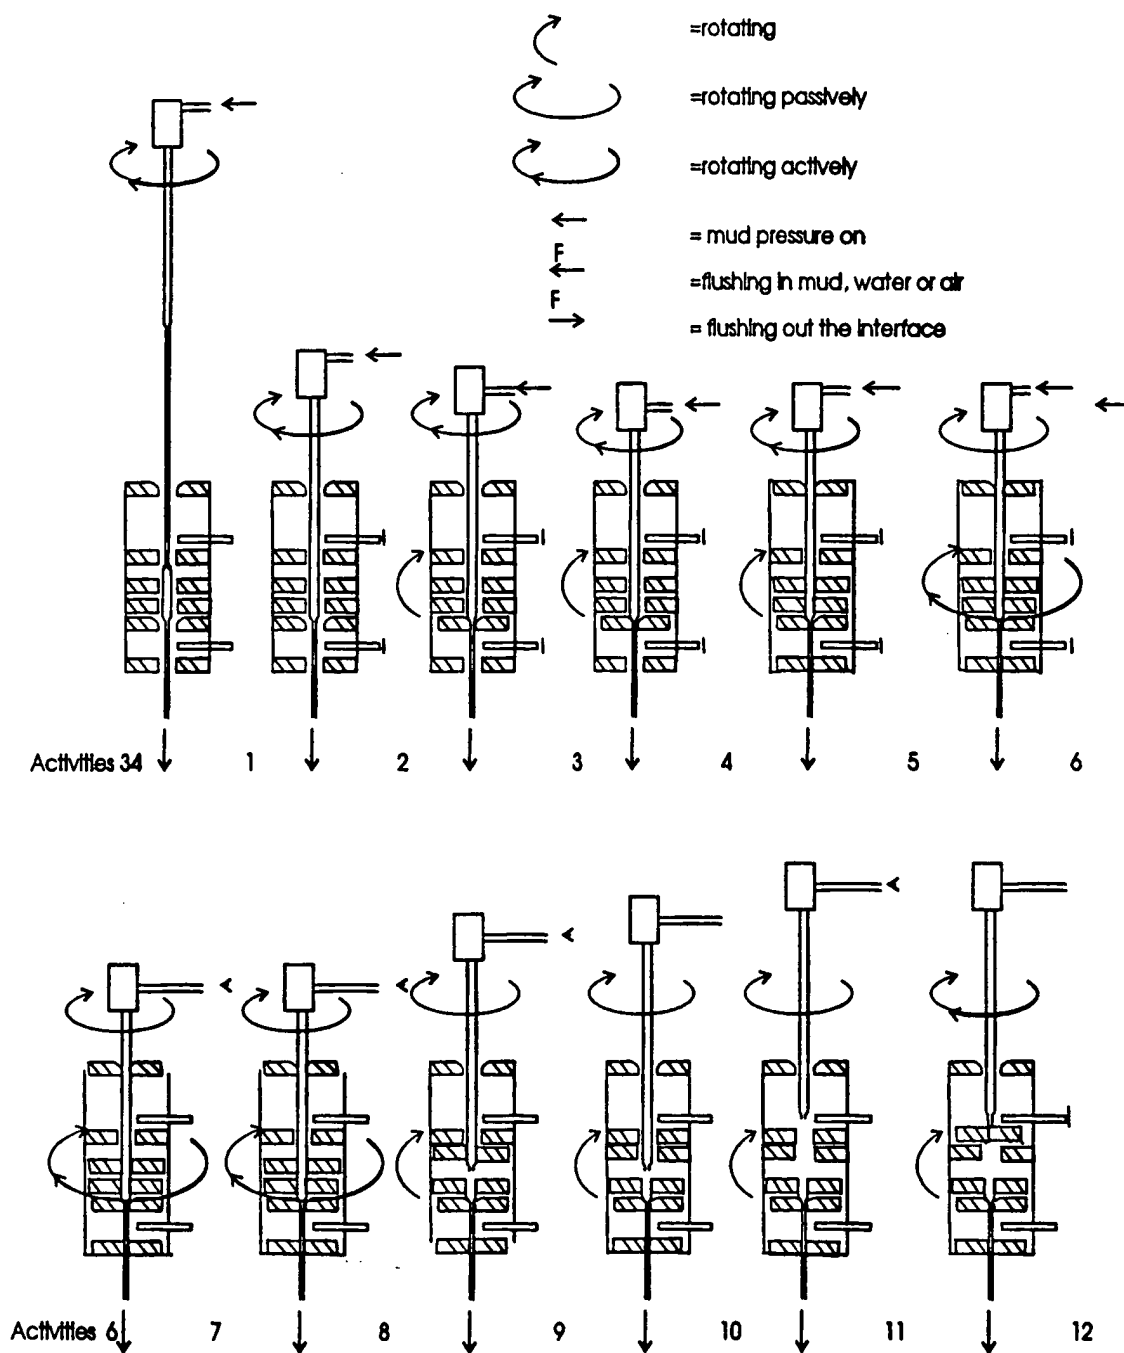 =rotating
=rotating passively
=rotating actively
= mud pressure on
F
=flushing in mud, water or air
F
= flushing out the interface
Activities 34 1 2 3 4 5 6
Activities 6 7 8 9 10 11 12